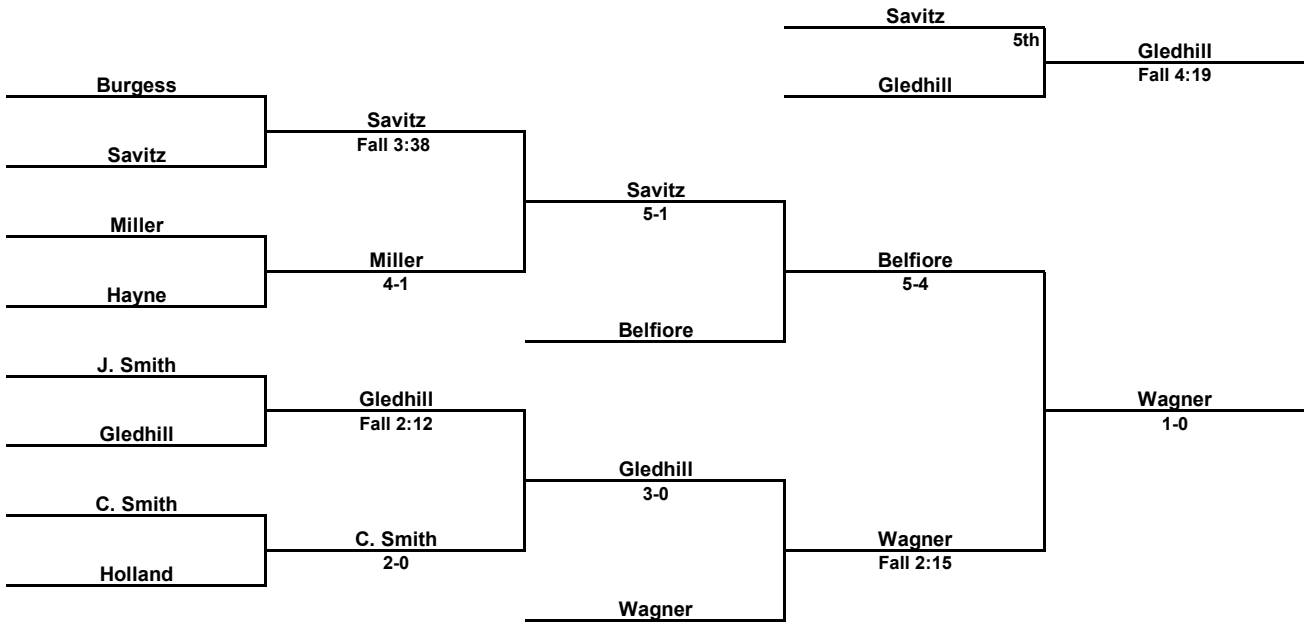 Savitz
5th
Gledhill
Fall 4:19
Gledhill
Burgess
Savitz
Fall 3:38
Savitz
Savitz
5-1
Miller
Miller
4-1
Hayne
Belfiore
5-4
Belfiore
J. Smith
Gledhill
Fall 2:12
Gledhill
Wagner
1-0
Gledhill
3-0
C. Smith
C. Smith
2-0
Holland
Wagner
Fall 2:15
Wagner